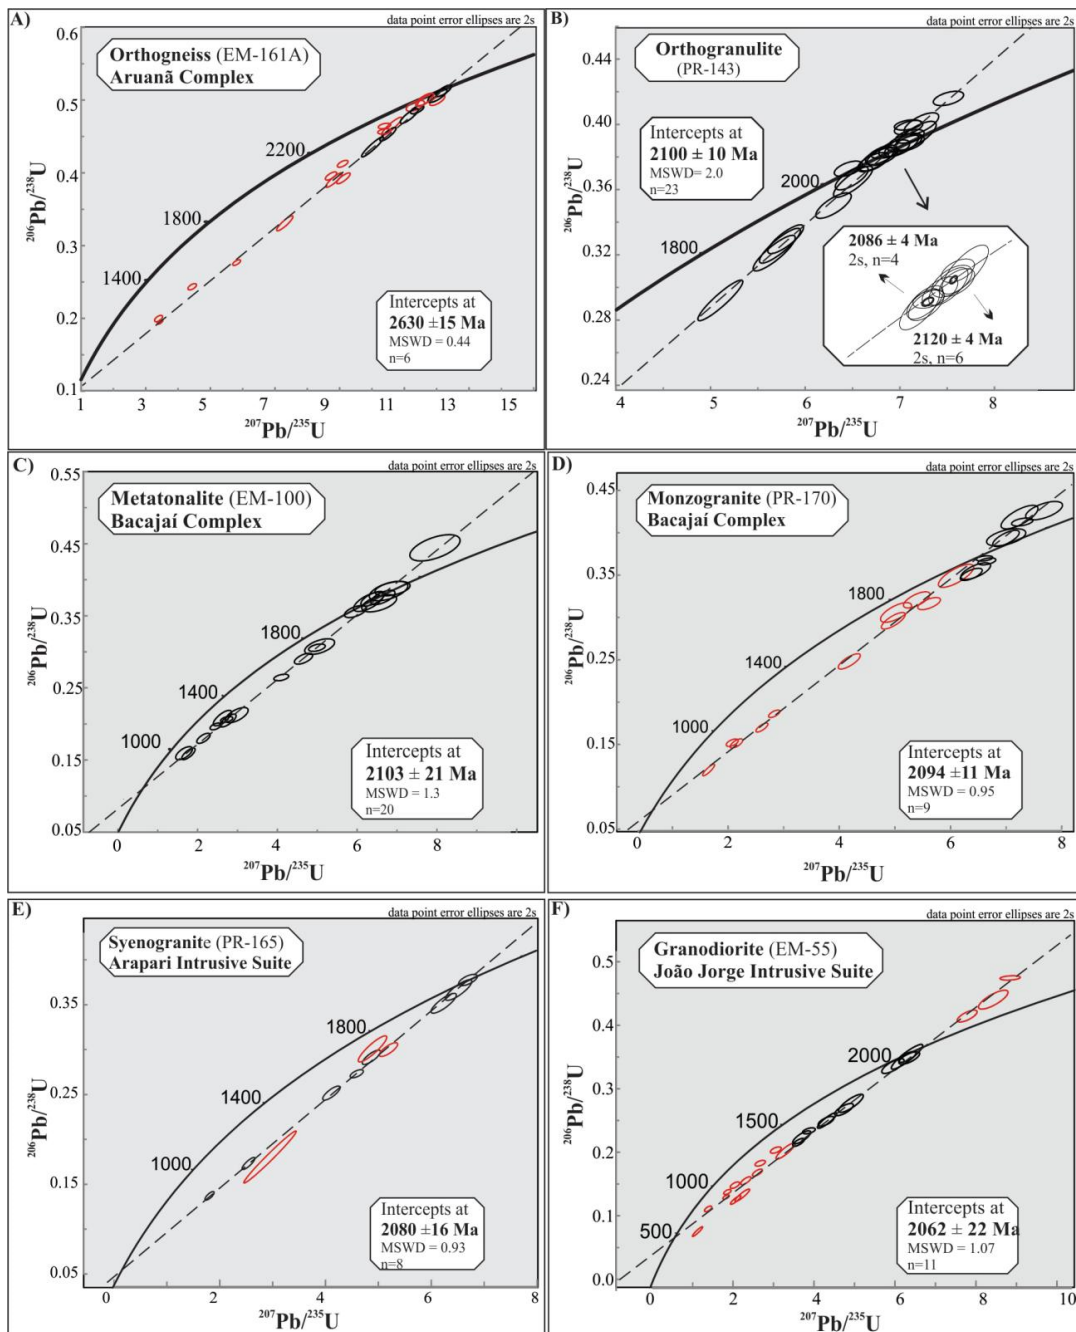 A)
data point error ellipses are 2s
Orthogneiss (EM-161A)
Aruanã Complex
0.6
0.5
0.4
0.3
0.2
0.1
2200
1800
1400
Intercepts at
2630 ±15 Ma
MSWD = 0.44
n=6
1 3 5 7 9 11 13 15
206Pb/238U
207Pb/235U
B)
data point error ellipses are 2s
Orthogranulite
(PR-143)
0.44
0.40
0.36
0.32
0.28
0.24
Intercepts at
2100 ± 10 Ma
MSWD= 2.0
n=23
2000
1800
2086 ± 4 Ma
2s, n=4
2120 ± 4 Ma
2s, n=6
4 5 6 7 8
206Pb/238U
207Pb/235U
C)
data point error ellipses are 2s
Metatonalite (EM-100)
Bacajaí Complex
0.55
0.45
0.35
0.25
0.15
0.05
1800
1400
1000
Intercepts at
2103 ± 21 Ma
MSWD = 1.3
n=20
0 2 4 6 8
206Pb/238U
207Pb/235U
D)
data point error ellipses are 2s
Monzogranite (PR-170)
Bacajaí Complex
0.45
0.35
0.25
0.15
0.05
1800
1400
1000
Intercepts at
2094 ±11 Ma
MSWD = 0.95
n=9
0 2 4 6 8
206Pb/238U
207Pb/235U
E)
data point error ellipses are 2s
Syenogranite (PR-165)
Arapari Intrusive Suite
0.35
0.25
0.15
0.05
1800
1400
1000
Intercepts at
2080 ±16 Ma
MSWD = 0.93
n=8
0 2 4 6 8
206Pb/238U
207Pb/235U
F)
data point error ellipses are 2s
Granodiorite (EM-55)
João Jorge Intrusive Suite
0.5
0.4
0.3
0.2
0.1
0.0
2000
1500
1000
500
Intercepts at
2062 ± 22 Ma
MSWD = 1.07
n=11
0 2 4 6 8 10
206Pb/238U
207Pb/235U